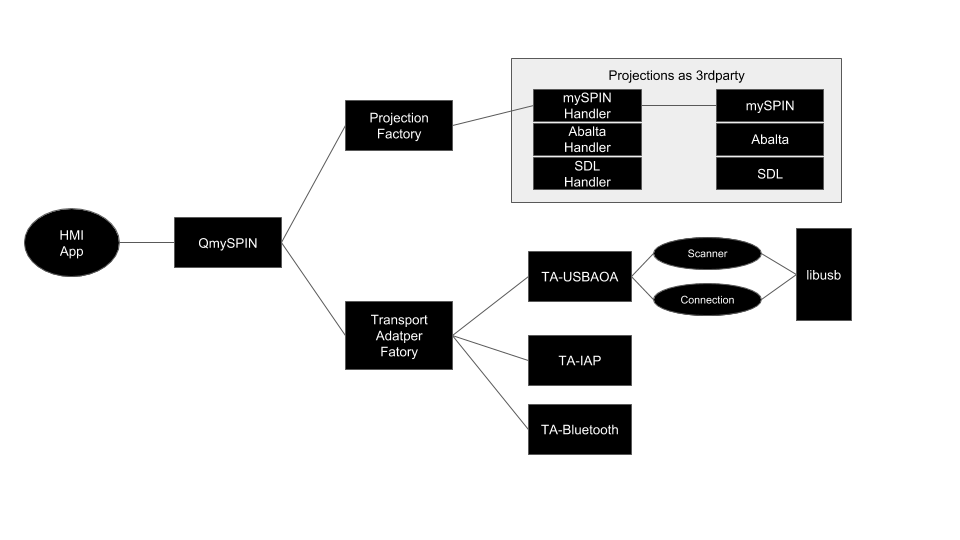 Projections as 3rdparty
mySPIN
Handler
mySPIN
Projection
Factory
Abalta
Handler
Abalta
SDL
Handler
SDL
HMI
App
QmySPIN
Scanner
TA-USBAOA
libusb
Connection
Transport
Adatper
Fatory
TA-IAP
TA-Bluetooth